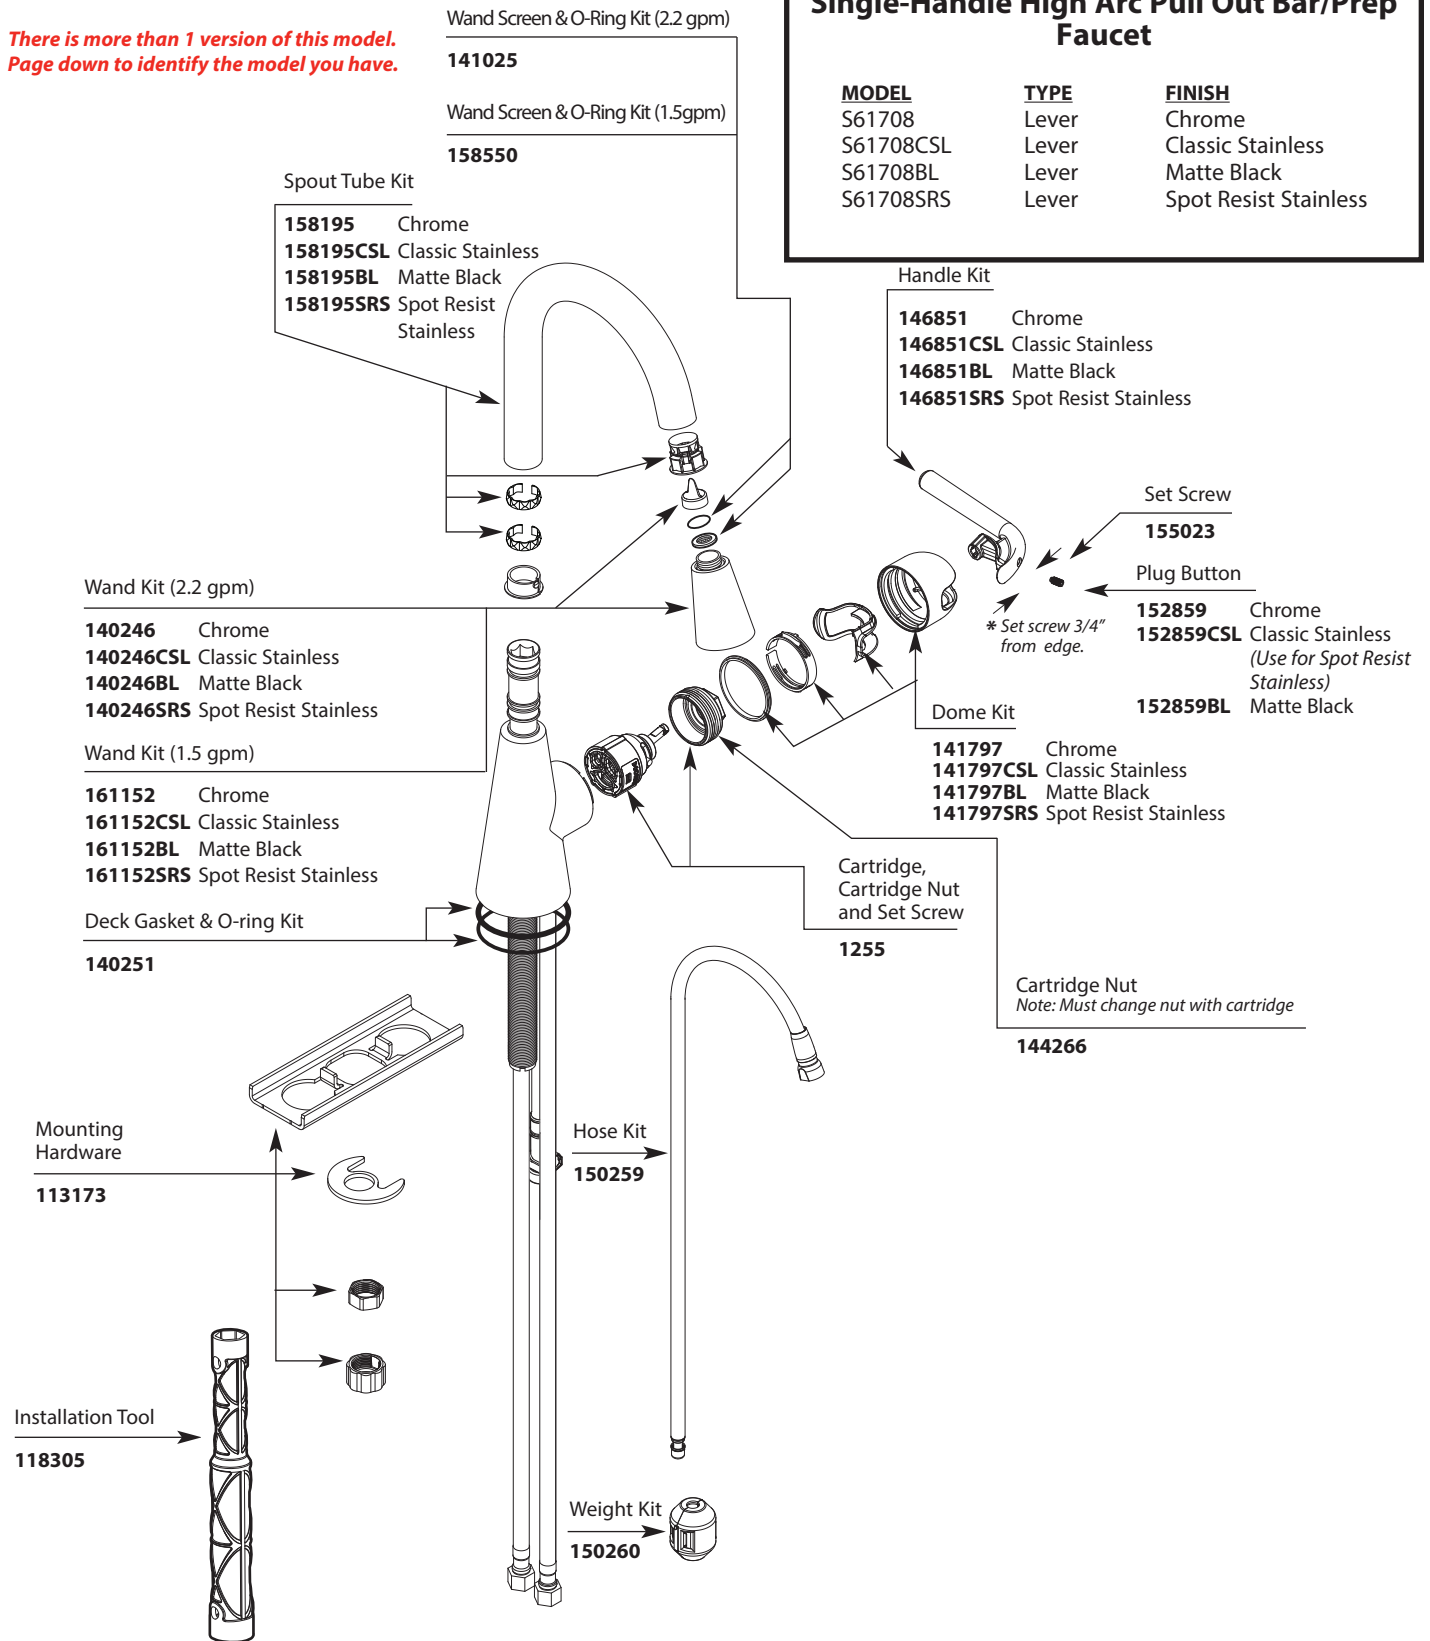 There is more than 1 version of this model.
Page down to identify the model you have.
Single-Handle High Arc Pull Out Bar/Prep
Faucet
MODEL TYPE FINISH
S61708 Lever Chrome
S61708CSL Lever Classic Stainless
S61708BL Lever Matte Black
S61708SRS Lever Spot Resist Stainless
Wand Screen & O-Ring Kit (2.2 gpm)
141025
Wand Screen & O-Ring Kit (1.5gpm)
158550
Spout Tube Kit
158195 Chrome
158195CSL Classic Stainless
158195BL Matte Black
158195SRS Spot Resist
Stainless
Handle Kit
146851 Chrome
146851CSL Classic Stainless
146851BL Matte Black
146851SRS Spot Resist Stainless
Set Screw
155023
Plug Button
152859 Chrome
152859CSL Classic Stainless
(Use for Spot Resist
Stainless)
152859BL Matte Black
* Set screw 3/4”
from edge.
Wand Kit (2.2 gpm)
140246 Chrome
140246CSL Classic Stainless
140246BL Matte Black
140246SRS Spot Resist Stainless
Wand Kit (1.5 gpm)
161152 Chrome
161152CSL Classic Stainless
161152BL Matte Black
161152SRS Spot Resist Stainless
Dome Kit
141797 Chrome
141797CSL Classic Stainless
141797BL Matte Black
141797SRS Spot Resist Stainless
Deck Gasket & O-ring Kit
140251
Cartridge,
Cartridge Nut
and Set Screw
1255
Cartridge Nut
Note: Must change nut with cartridge
144266
Mounting
Hardware
113173
Hose Kit
150259
Installation Tool
118305
Weight Kit
150260